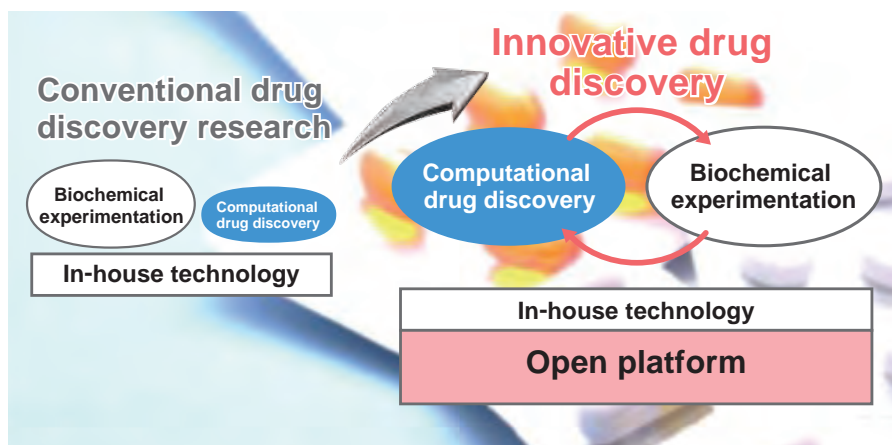 Conventional drug
discovery research
Biochemical
experimentation
Computational
drug discovery
In-house technology
Innovative drug
discovery
Computational
drug discovery
Biochemical
experimentation
In-house technology
Open platform